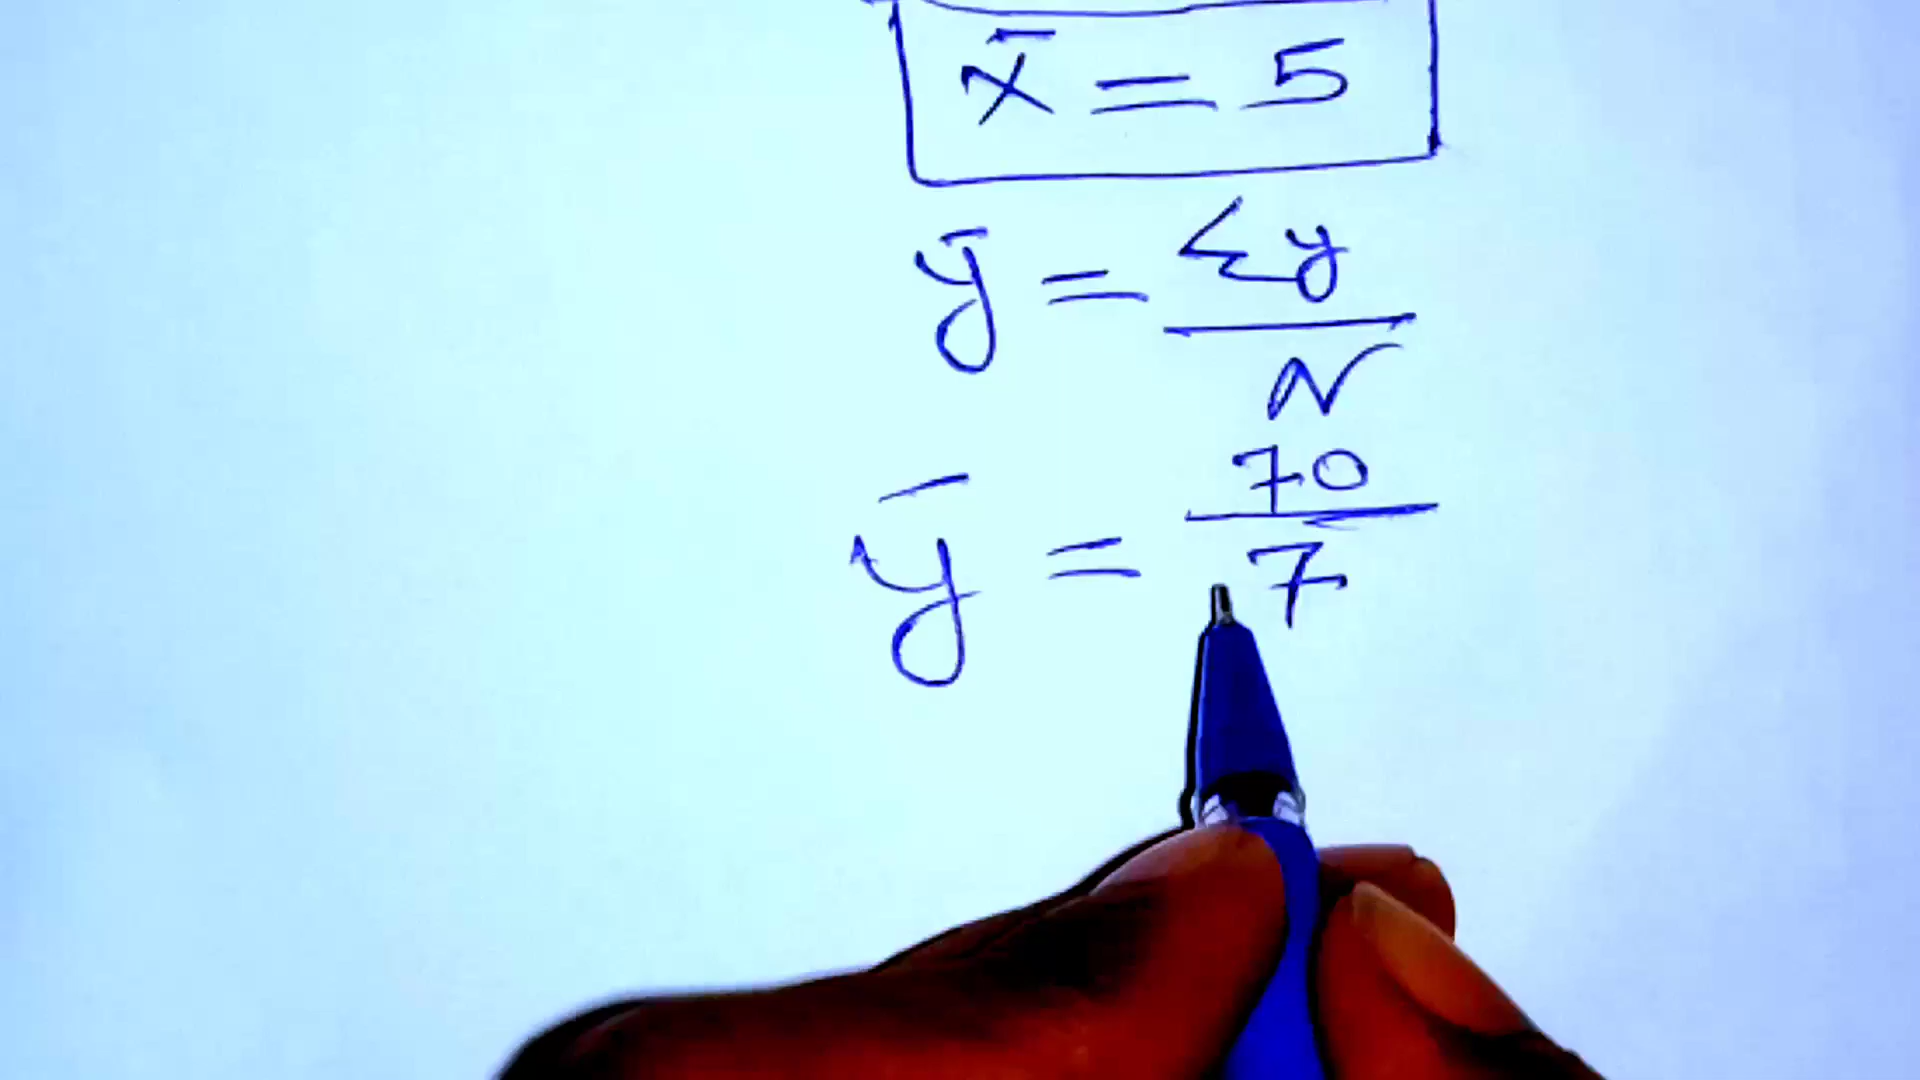 x̄ = 5
ȳ = Σy / N
ȳ = 70 / 7